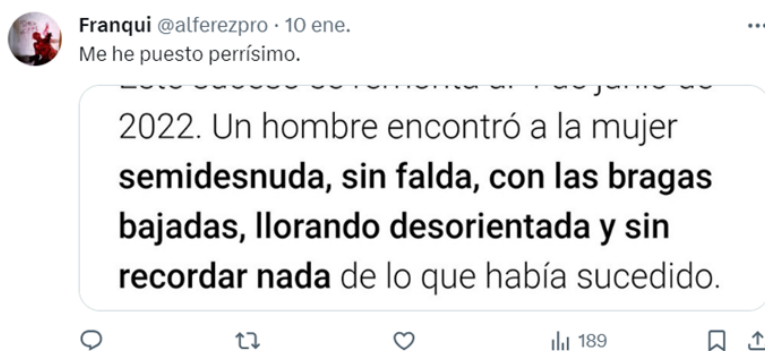 Franqui @alferezpro · 10 ene.
Me he puesto perrísimo.
2022. Un hombre encontró a la mujer
semidesnuda, sin falda, con las bragas
bajadas, llorando desorientada y sin
recordar nada de lo que había sucedido.
189